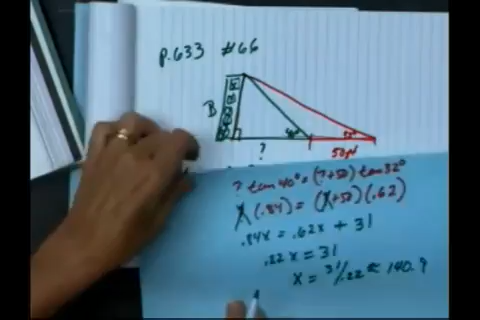 p.633 #66
B
40°
32°
?
50yd
? tan 40° = (?+50) tan 32°
X (.84) = (X+50)(.62)
.84x = .62x + 31
.22x = 31
x = 31/.22 ≈ 140.9